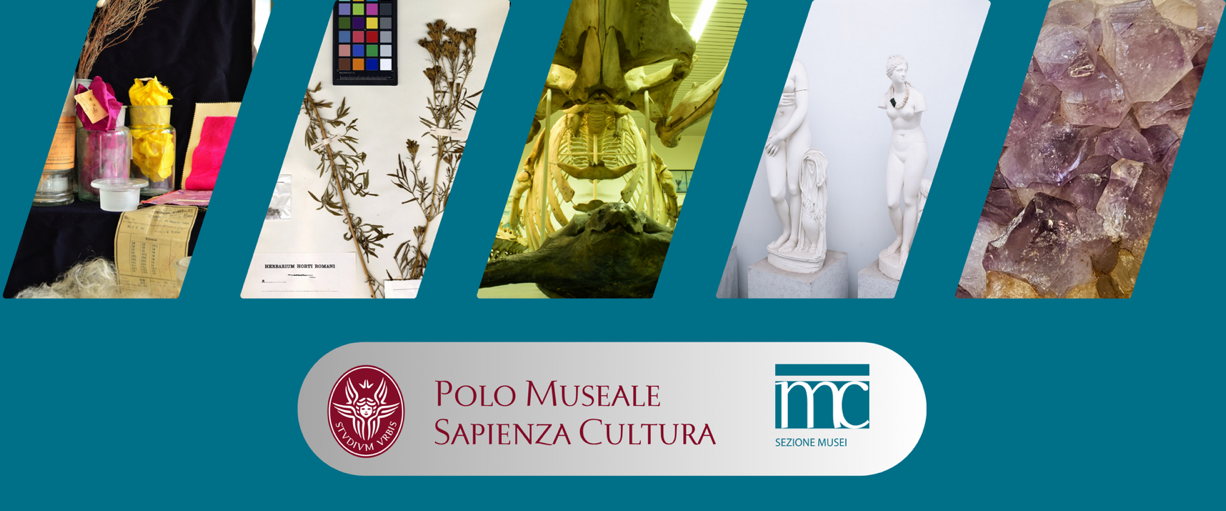 HERBARIUM HORTI ROMANI
POLO MUSEALE
SAPIENZA CULTURA
STVDIVM VRBIS
mc
SEZIONE MUSEI